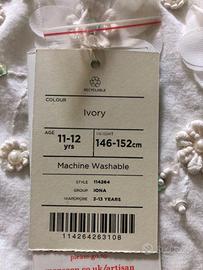 RECYCLABLE
COLOUR
Ivory
AGE
11-12
yrs
HEIGHT
146-152cm
Machine Washable
STYLE 114264
GROUP IONA
WARDROBE 3-13 YEARS
114264263108